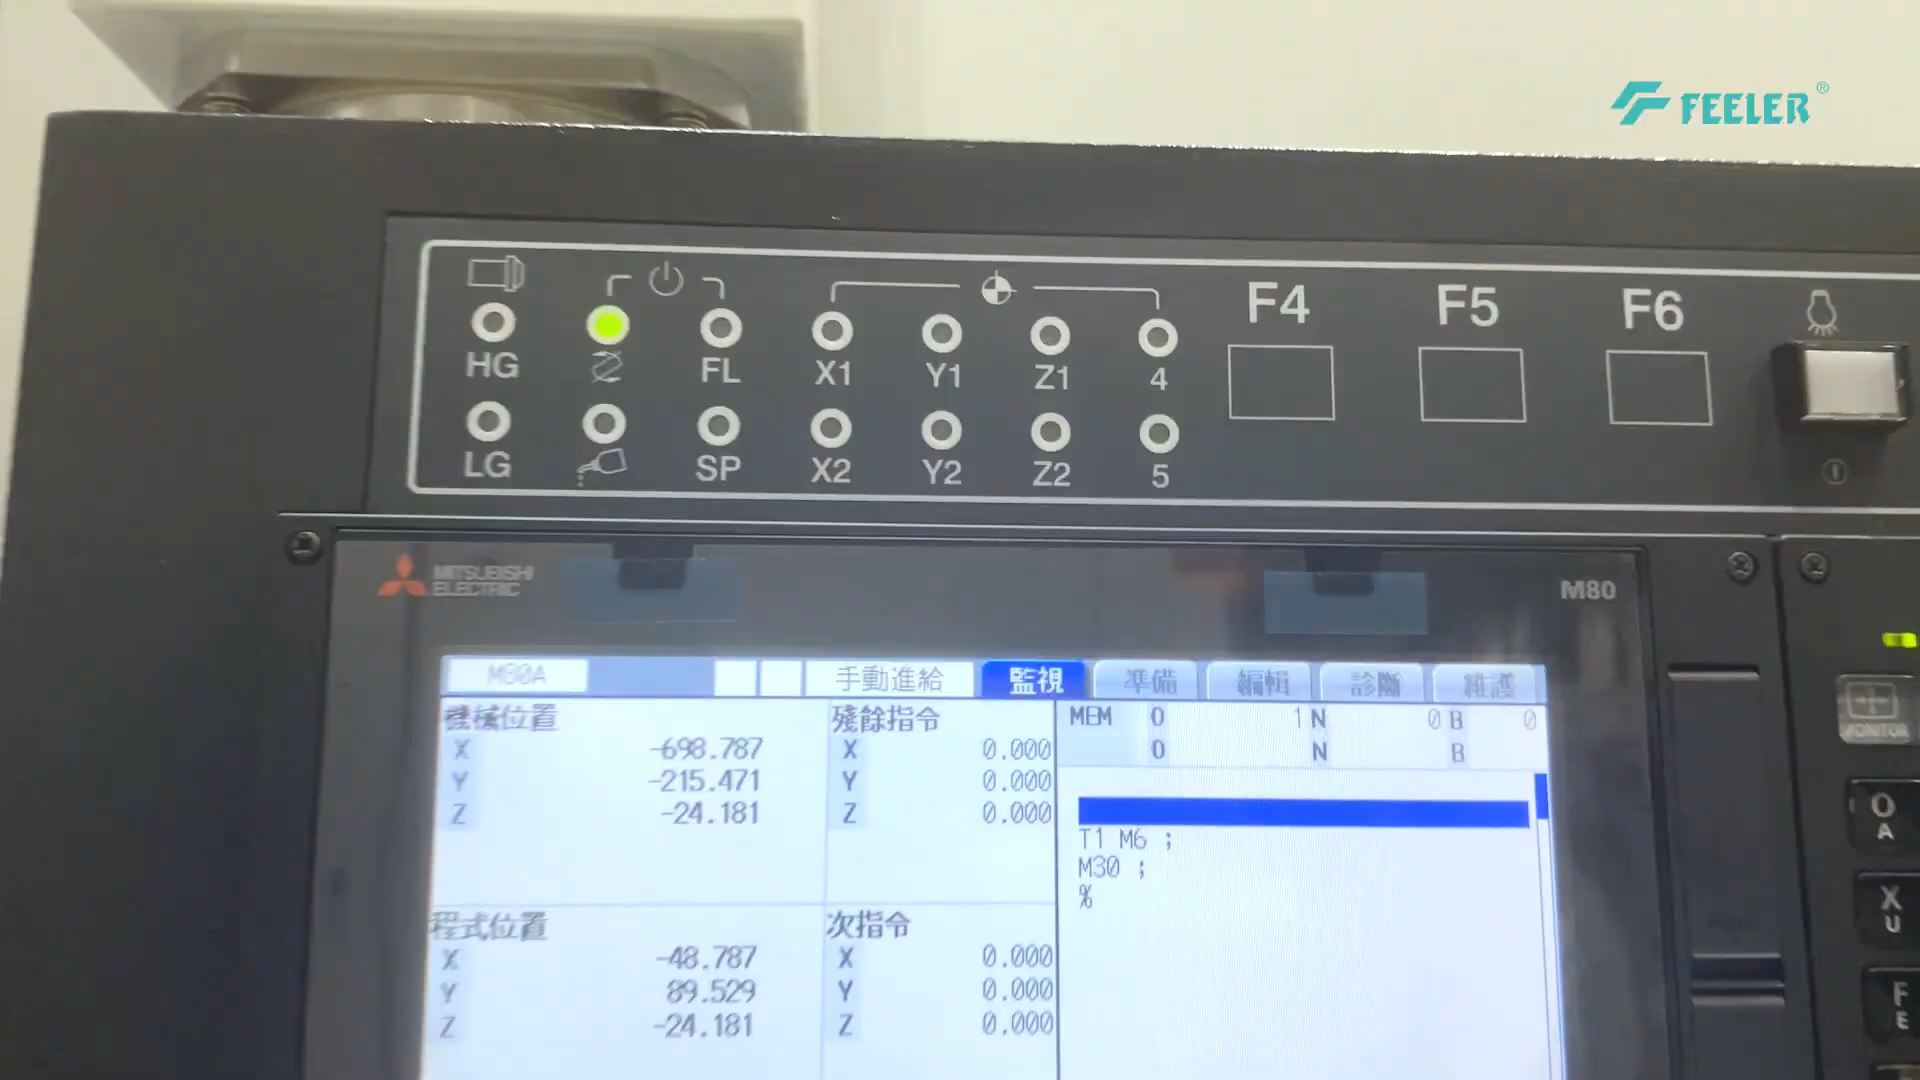 FEELER®
HG FL X1 Y1 Z1 4
F4 F5 F6
LG SP X2 Y2 Z2 5
MITSUBISHI
ELECTRIC
M80
M80A 手動進給 監視 準備 編輯 診斷 維護
機械位置
X -698.787
Y -215.471
Z -24.181
殘餘指令
X 0.000
Y 0.000
Z 0.000
MEM O 1 N 0 B 0
O N B
T1 M6 ;
M30 ;
%
程式位置
X -48.787
Y 89.529
Z -24.181
次指令
X 0.000
Y 0.000
Z 0.000
MONITOR
O
A
X
U
F
E